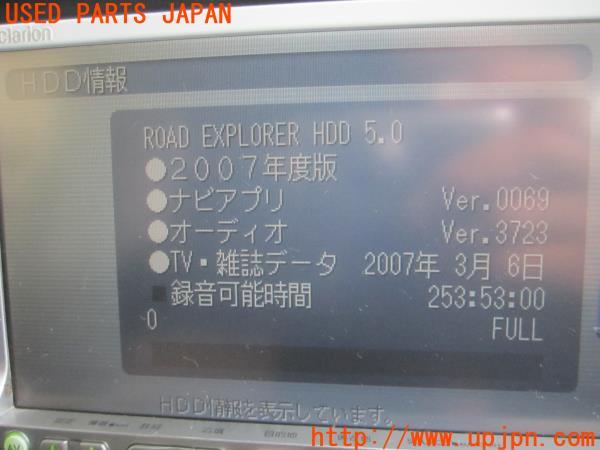 USED PARTS JAPAN
clarion
HDD情報
ROAD EXPLORER HDD 5.0
●2007年度版
●ナビアプリ Ver.0069
●オーディオ Ver.3723
●TV・雑誌データ 2007年 3月 6日
■録音可能時間 253:53:00
0 FULL
HDD情報を表示しています。
AV
http://www.upjpn.com